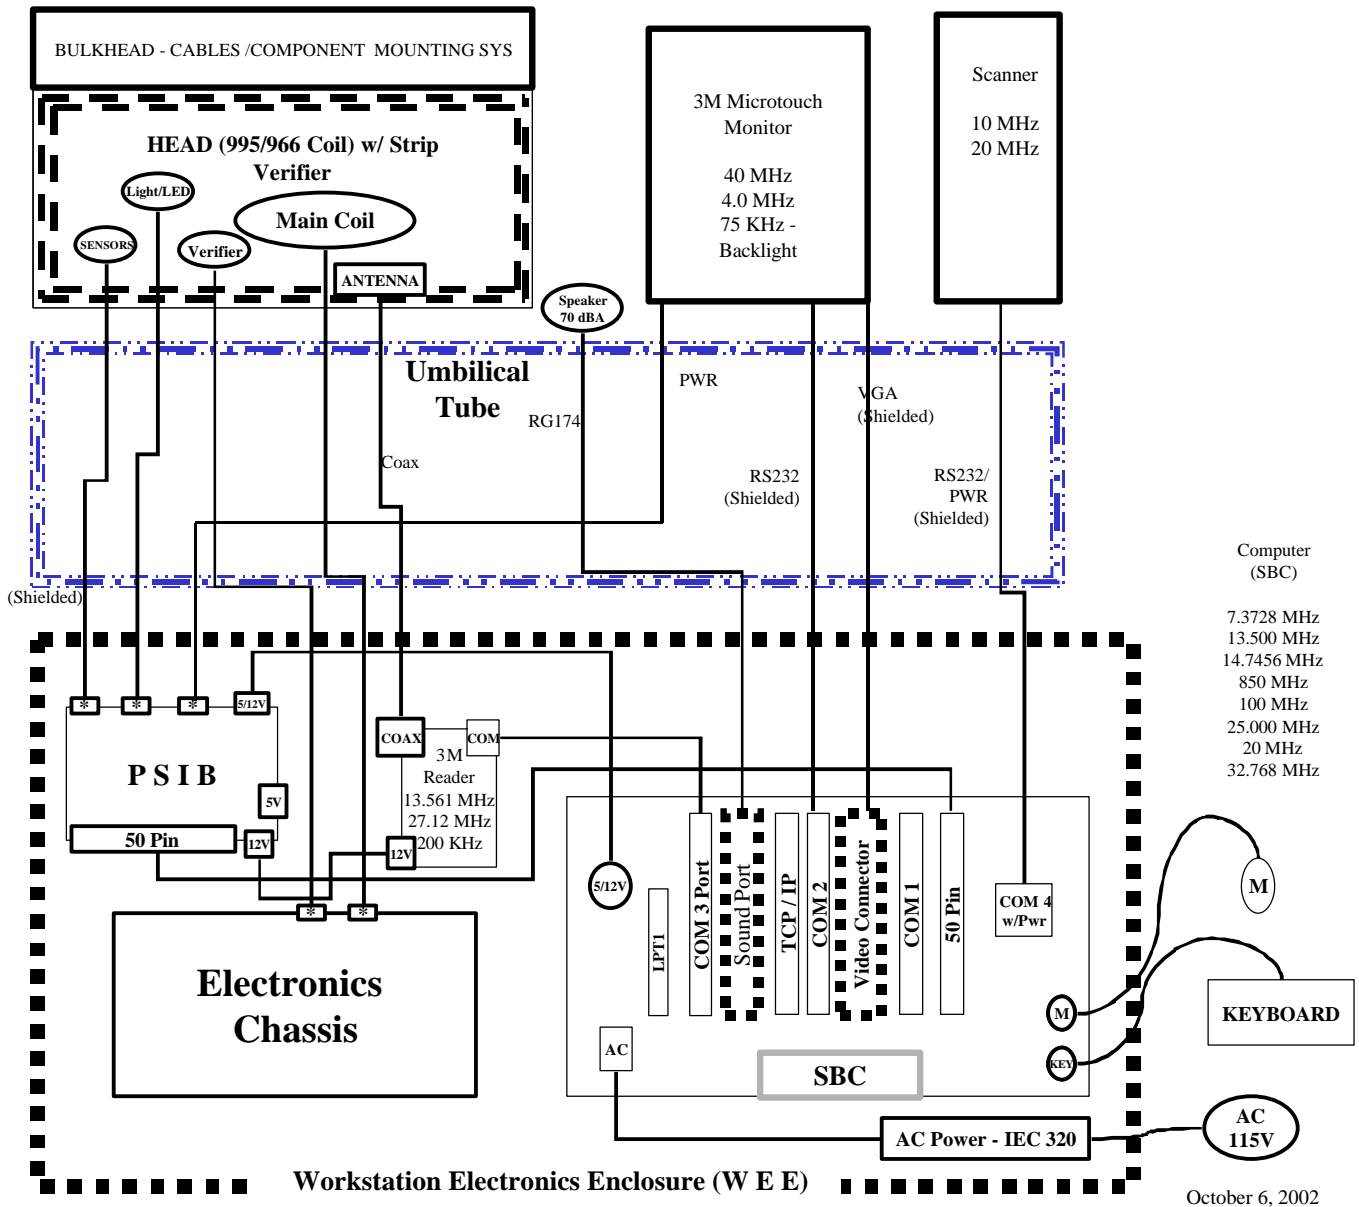 BULKHEAD - CABLES /COMPONENT MOUNTING SYS
HEAD (995/966 Coil) w/ Strip
Verifier
Light/LED
Main Coil
SENSORS
Verifier
ANTENNA
Speaker
70 dBA
3M Microtouch
Monitor
40 MHz
4.0 MHz
75 KHz -
Backlight
Scanner
10 MHz
20 MHz
Umbilical
Tube
PWR
RG174
Coax
VGA
(Shielded)
RS232
(Shielded)
RS232/
PWR
(Shielded)
(Shielded)
Computer
(SBC)
7.3728 MHz
13.500 MHz
14.7456 MHz
850 MHz
100 MHz
25.000 MHz
20 MHz
32.768 MHz
*
*
*
5/12V
P S I B
5V
50 Pin
12V
COAX
COM
3M
Reader
13.561 MHz
27.12 MHz
200 KHz
12V
*
*
Electronics
Chassis
5/12V
LPT1
COM 3 Port
Sound Port
TCP / IP
COM 2
Video Connector
COM 1
50 Pin
COM 4
w/Pwr
M
KEY
AC
SBC
M
KEYBOARD
AC Power - IEC 320
AC
115V
Workstation Electronics Enclosure (W E E)
October 6, 2002